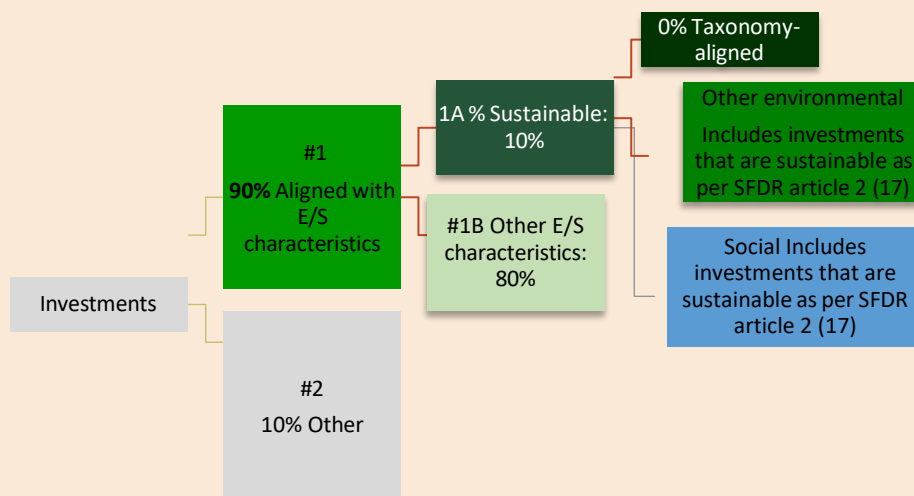 Investments
#1
90% Aligned with
E/S
characteristics
#2
10% Other
1A % Sustainable:
10%
#1B Other E/S
characteristics:
80%
0% Taxonomy-
aligned
Other environmental
Includes investments
that are sustainable as
per SFDR article 2 (17)
Social Includes
investments that are
sustainable as per SFDR
article 2 (17)